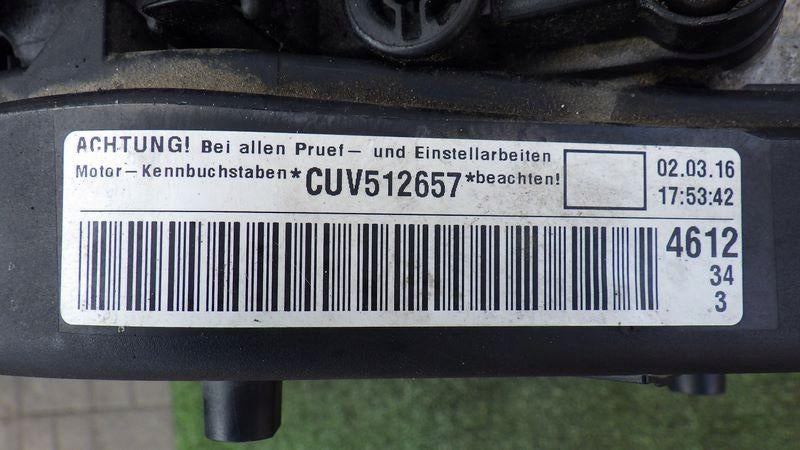 ACHTUNG! Bei allen Pruef— und Einstellarbeiten
Motor—Kennbuchstaben *CUV512657* beachten!
02.03.16
17:53:42
4612
34
3